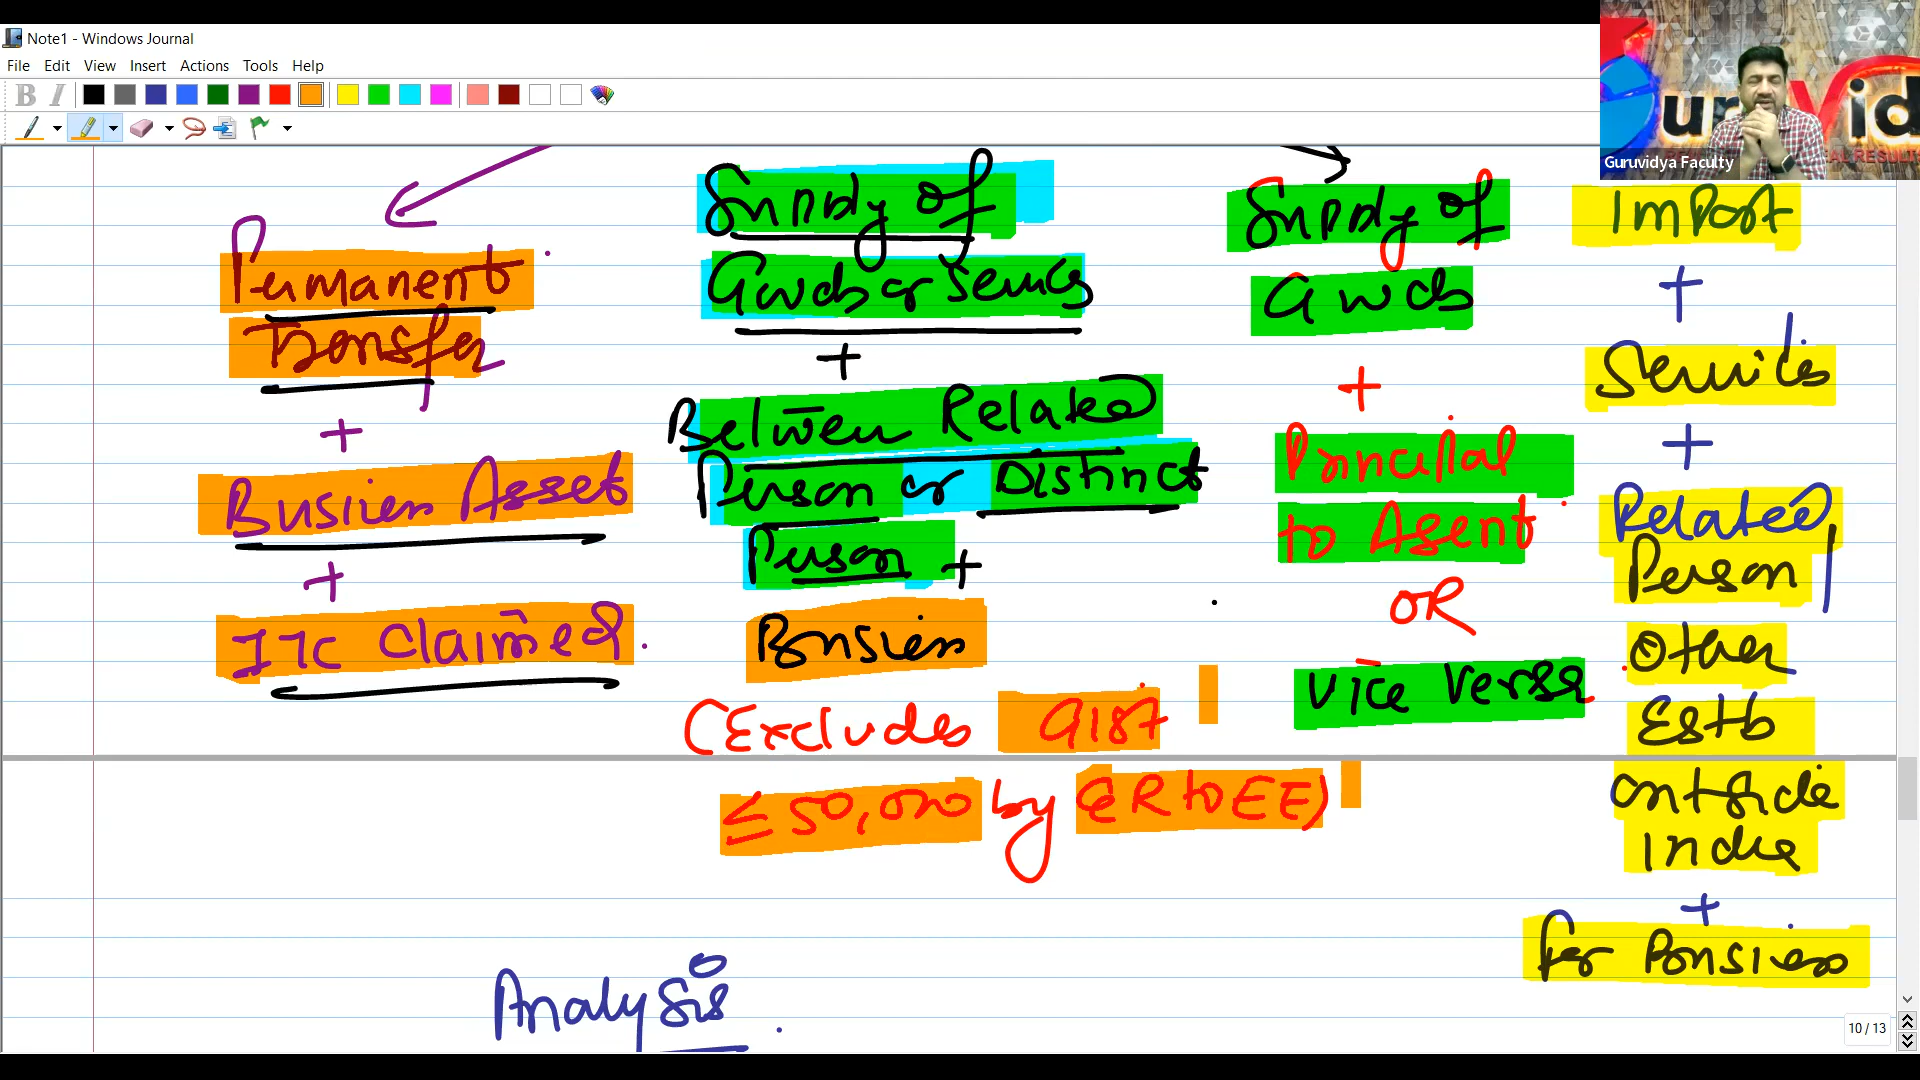 Note1 - Windows Journal
File Edit View Insert Actions Tools Help
B I
Guruvidya Faculty
Permanent
Transfer
+
Business Asset
+
ITC Claimed
Supply of
Goods or Services
+
Between Related
Person or Distinct
Person +
Business
(Excludes Gift
≤ 50,000 by ER to EE)
Supply of
Goods
+
Principal
to Agent
OR
Vice Versa
Import
+
Services
+
Related
Person
Other
Estb
Outside
India
+
for Business
Analysis
10 / 13